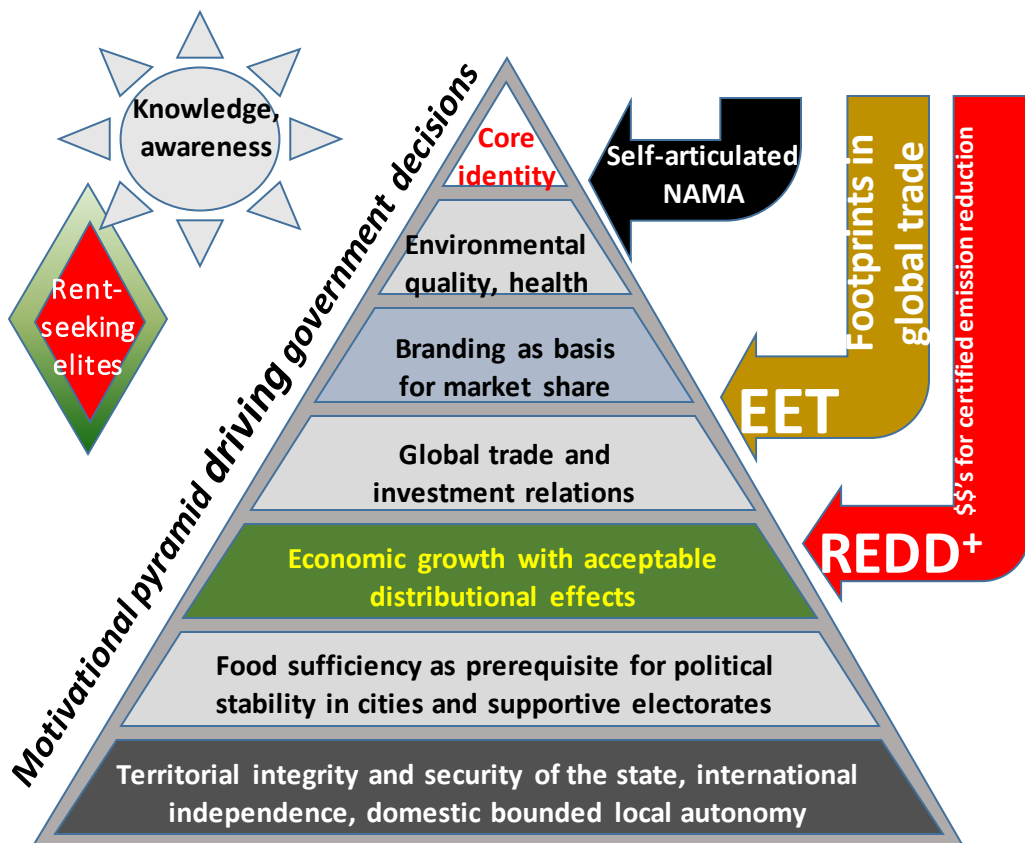 Knowledge,
awareness
Rent-
seeking
elites
Motivational pyramid driving government decisions
Core
identity
Environmental
quality, health
Branding as basis
for market share
Global trade and
investment relations
Economic growth with acceptable
distributional effects
Food sufficiency as prerequisite for political
stability in cities and supportive electorates
Territorial integrity and security of the state, international
independence, domestic bounded local autonomy
Self-articulated
NAMA
Footprints in
global trade
EET
$$'s for certified emission reduction
REDD⁺